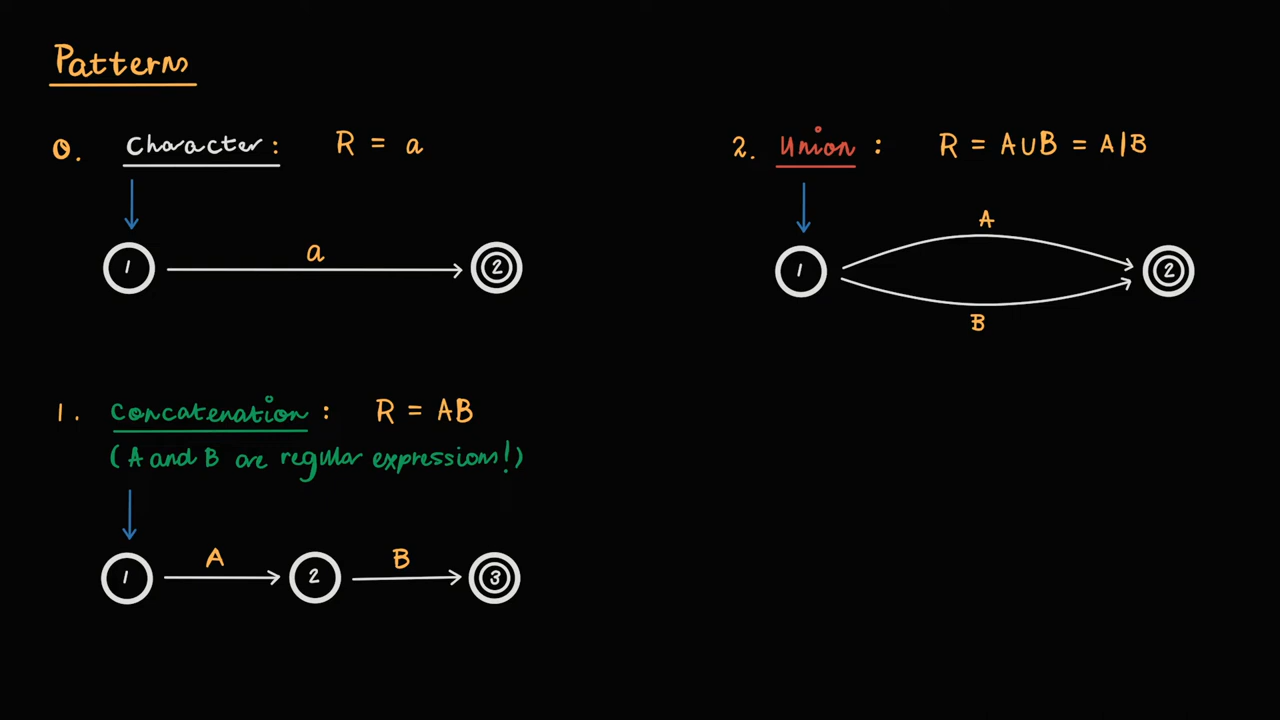 Patterns
0. Character: R = a
1
a
2
1. Concatenation: R = AB
(A and B are regular expressions!)
1
A
2
B
3
2. Union: R = A∪B = A|B
1
A
B
2